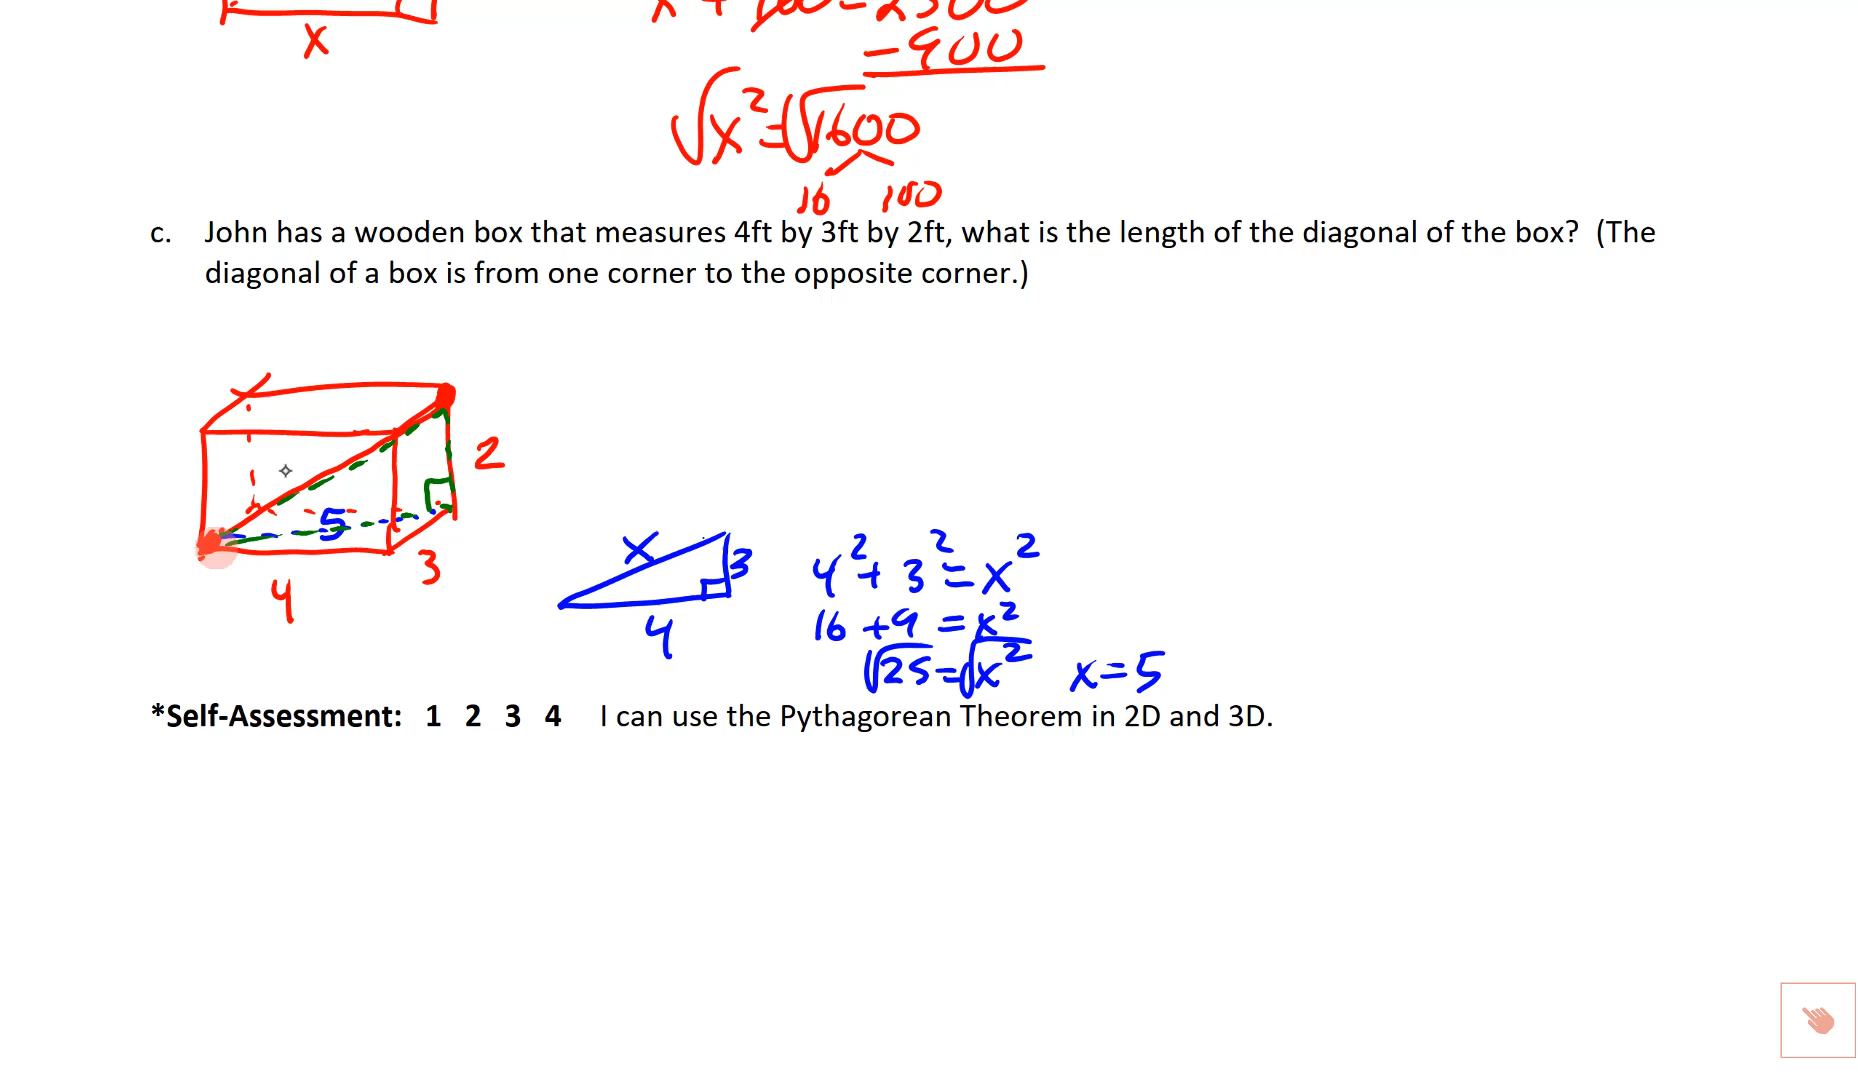 x + 900 = 2500
- 900
x
√x² = √1600
16 100
c. John has a wooden box that measures 4ft by 3ft by 2ft, what is the length of the diagonal of the box? (The
diagonal of a box is from one corner to the opposite corner.)
2
5
3
4
x
3
4
4² + 3² = x²
16 + 9 = x²
√25 = √x² x = 5
*Self-Assessment: 1 2 3 4 I can use the Pythagorean Theorem in 2D and 3D.